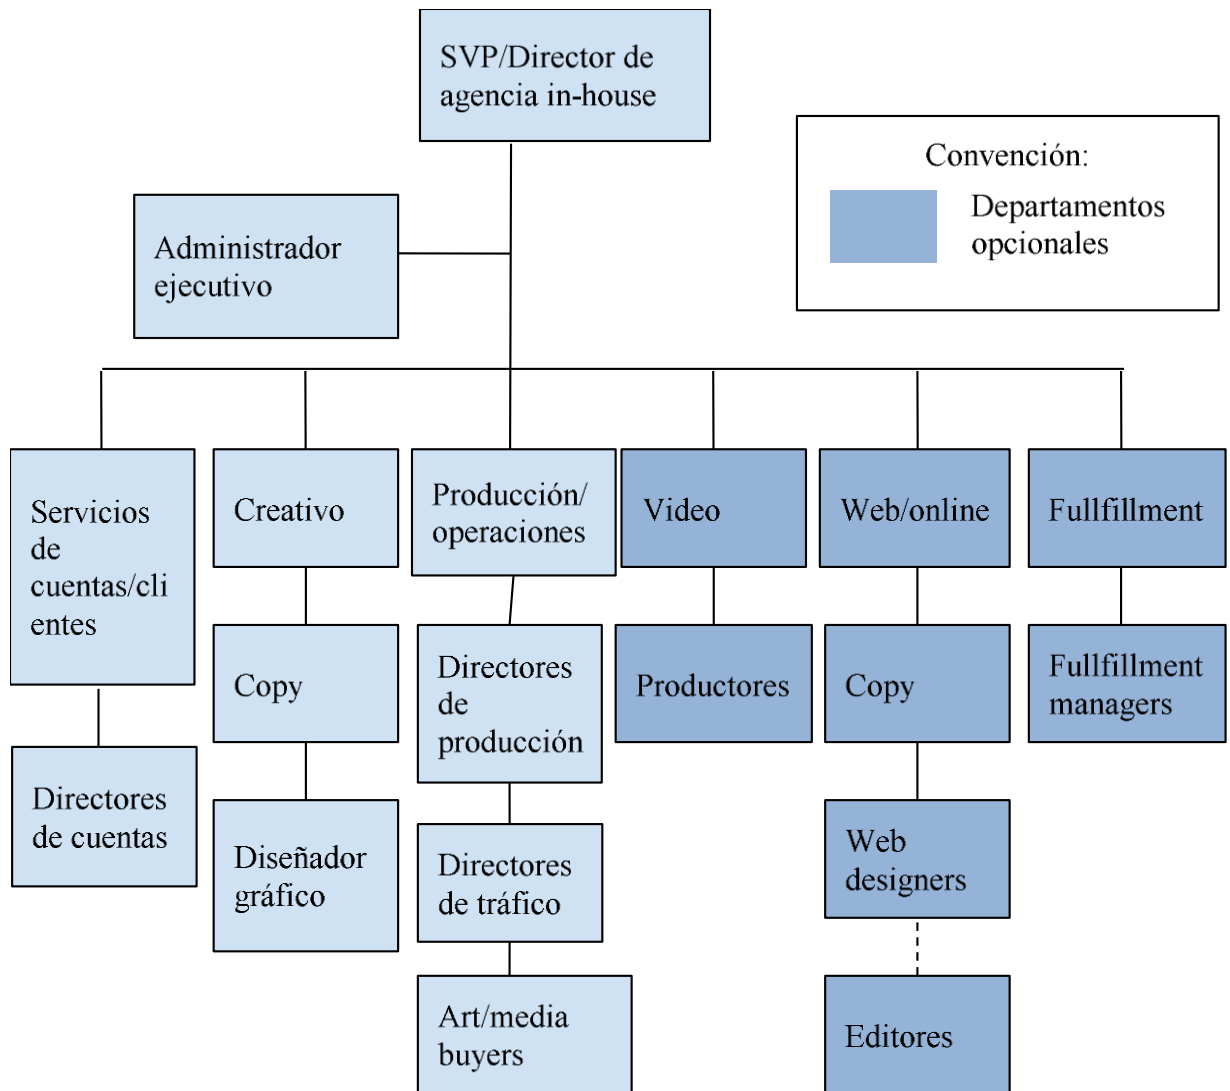 SVP/Director de
agencia in-house
Convención:
Departamentos
opcionales
Administrador
ejecutivo
Servicios
de
cuentas/cli
entes
Creativo
Producción/
operaciones
Video
Web/online
Fullfillment
Copy
Directores
de
producción
Productores
Copy
Fullfillment
managers
Directores
de cuentas
Diseñador
gráfico
Directores
de tráfico
Web
designers
Art/media
buyers
Editores